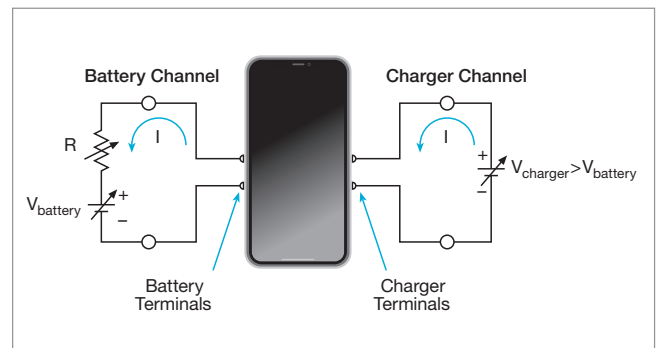 Battery Channel
Charger Channel
I
R
+
V_battery
−
I
+
V_charger>V_battery
−
Battery
Terminals
Charger
Terminals